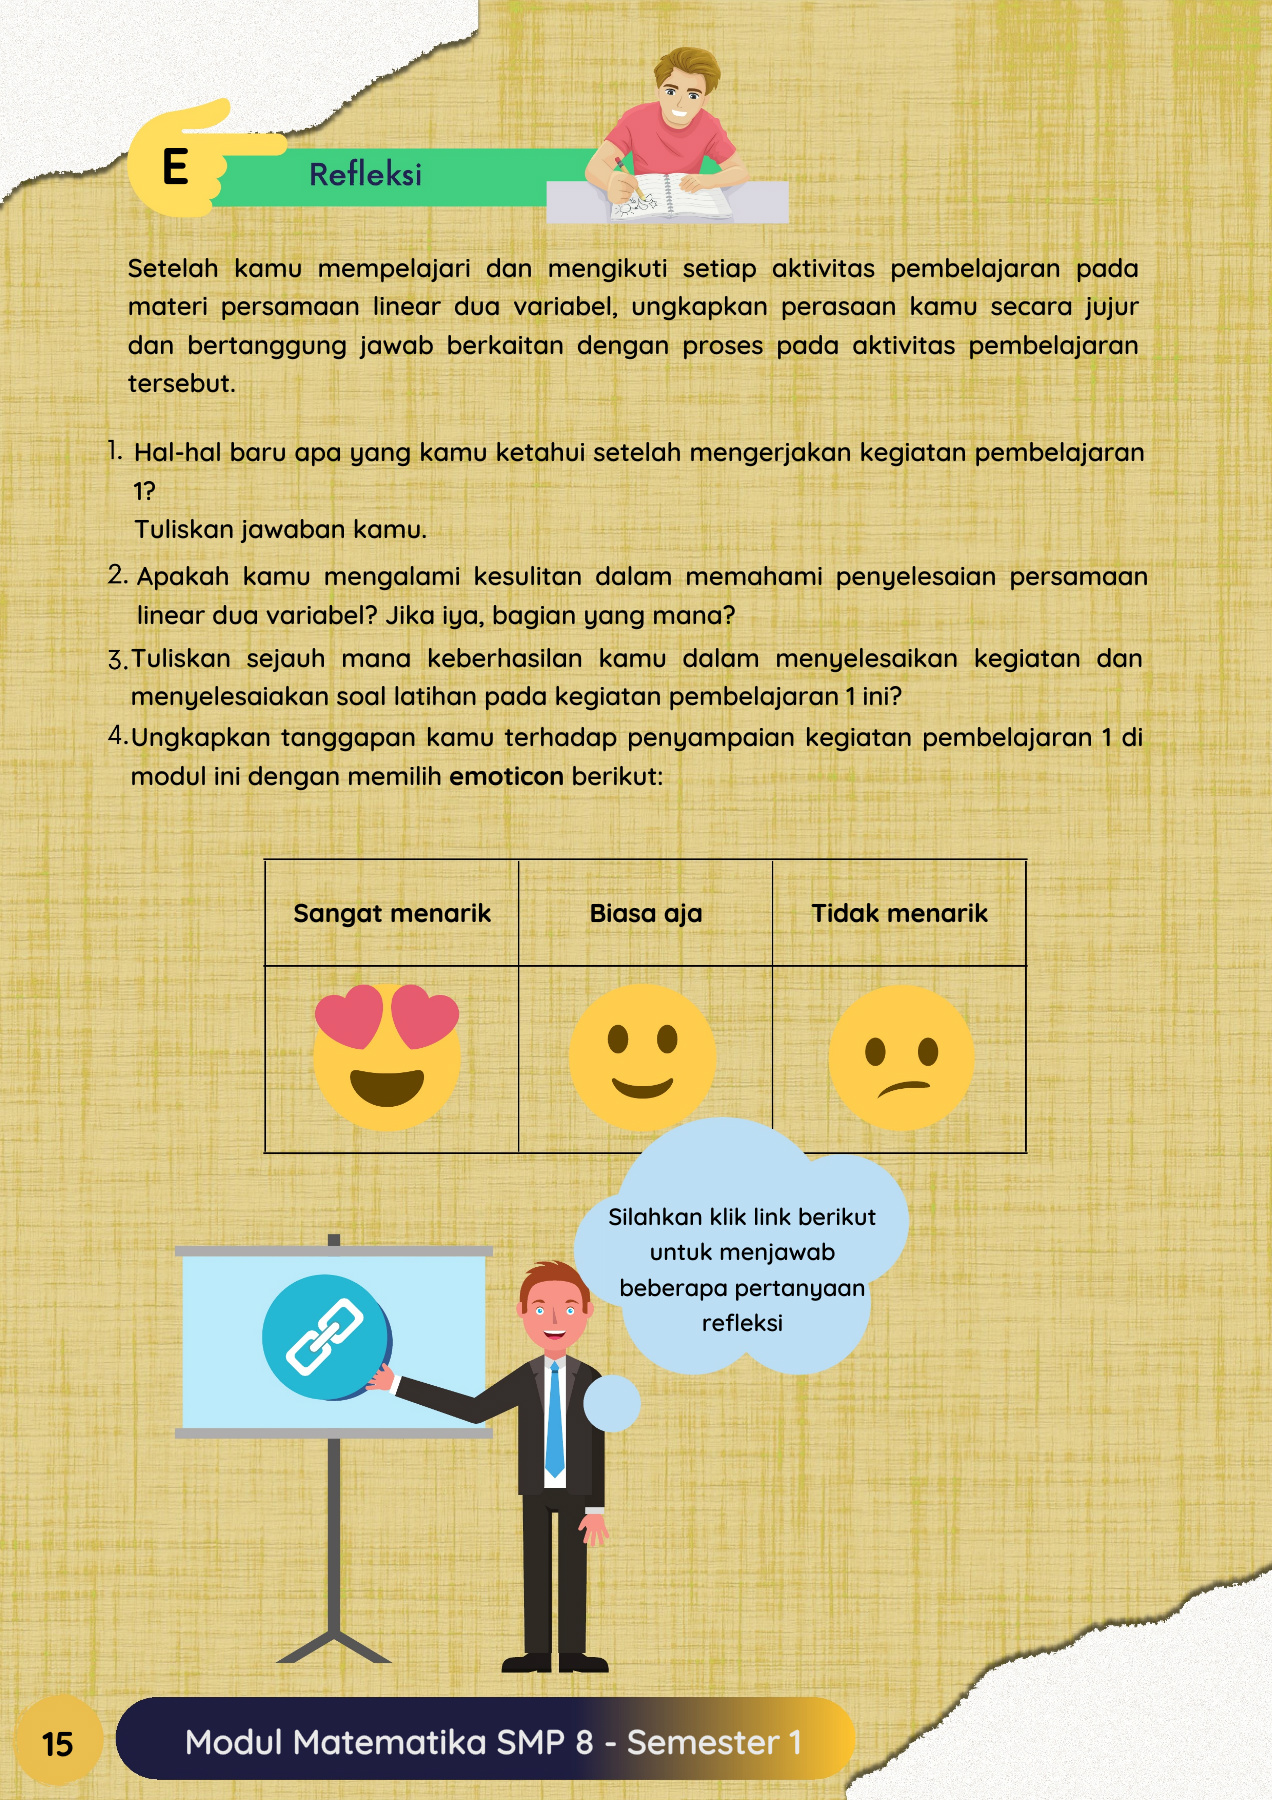 E
Refleksi
Setelah kamu mempelajari dan mengikuti setiap aktivitas pembelajaran pada
materi persamaan linear dua variabel, ungkapkan perasaan kamu secara jujur
dan bertanggung jawab berkaitan dengan proses pada aktivitas pembelajaran
tersebut.
1. Hal-hal baru apa yang kamu ketahui setelah mengerjakan kegiatan pembelajaran
1?
Tuliskan jawaban kamu.
2. Apakah kamu mengalami kesulitan dalam memahami penyelesaian persamaan
linear dua variabel? Jika iya, bagian yang mana?
3. Tuliskan sejauh mana keberhasilan kamu dalam menyelesaikan kegiatan dan
menyelesaiakan soal latihan pada kegiatan pembelajaran 1 ini?
4. Ungkapkan tanggapan kamu terhadap penyampaian kegiatan pembelajaran 1 di
modul ini dengan memilih emoticon berikut:
Sangat menarik
Biasa aja
Tidak menarik
Silahkan klik link berikut
untuk menjawab
beberapa pertanyaan
refleksi
15
Modul Matematika SMP 8 - Semester 1